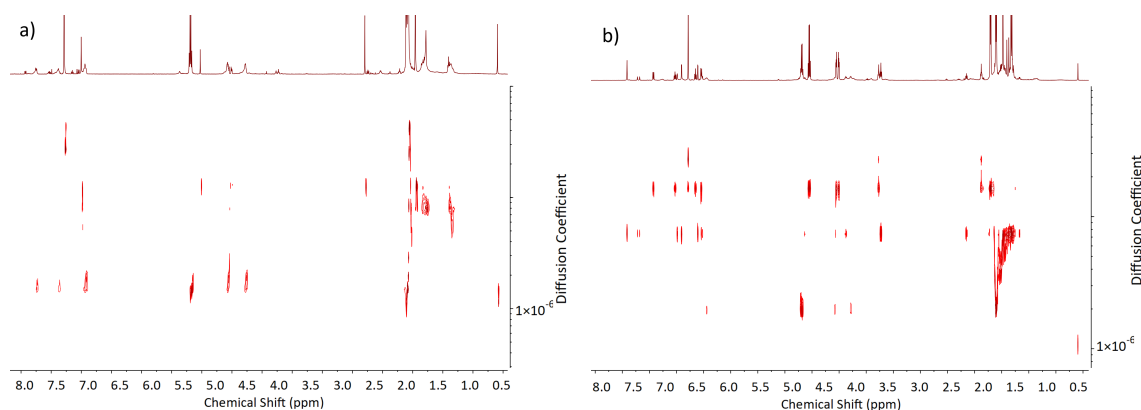 a)
8.0 7.5 7.0 6.5 6.0 5.5 5.0 4.5 4.0 3.5 3.0 2.5 2.0 1.5 1.0 0.5
Chemical Shift (ppm)
1×10⁻⁶
Diffusion Coefficient
b)
8.0 7.5 7.0 6.5 6.0 5.5 5.0 4.5 4.0 3.5 3.0 2.5 2.0 1.5 1.0 0.5
Chemical Shift (ppm)
1×10⁻⁶
Diffusion Coefficient